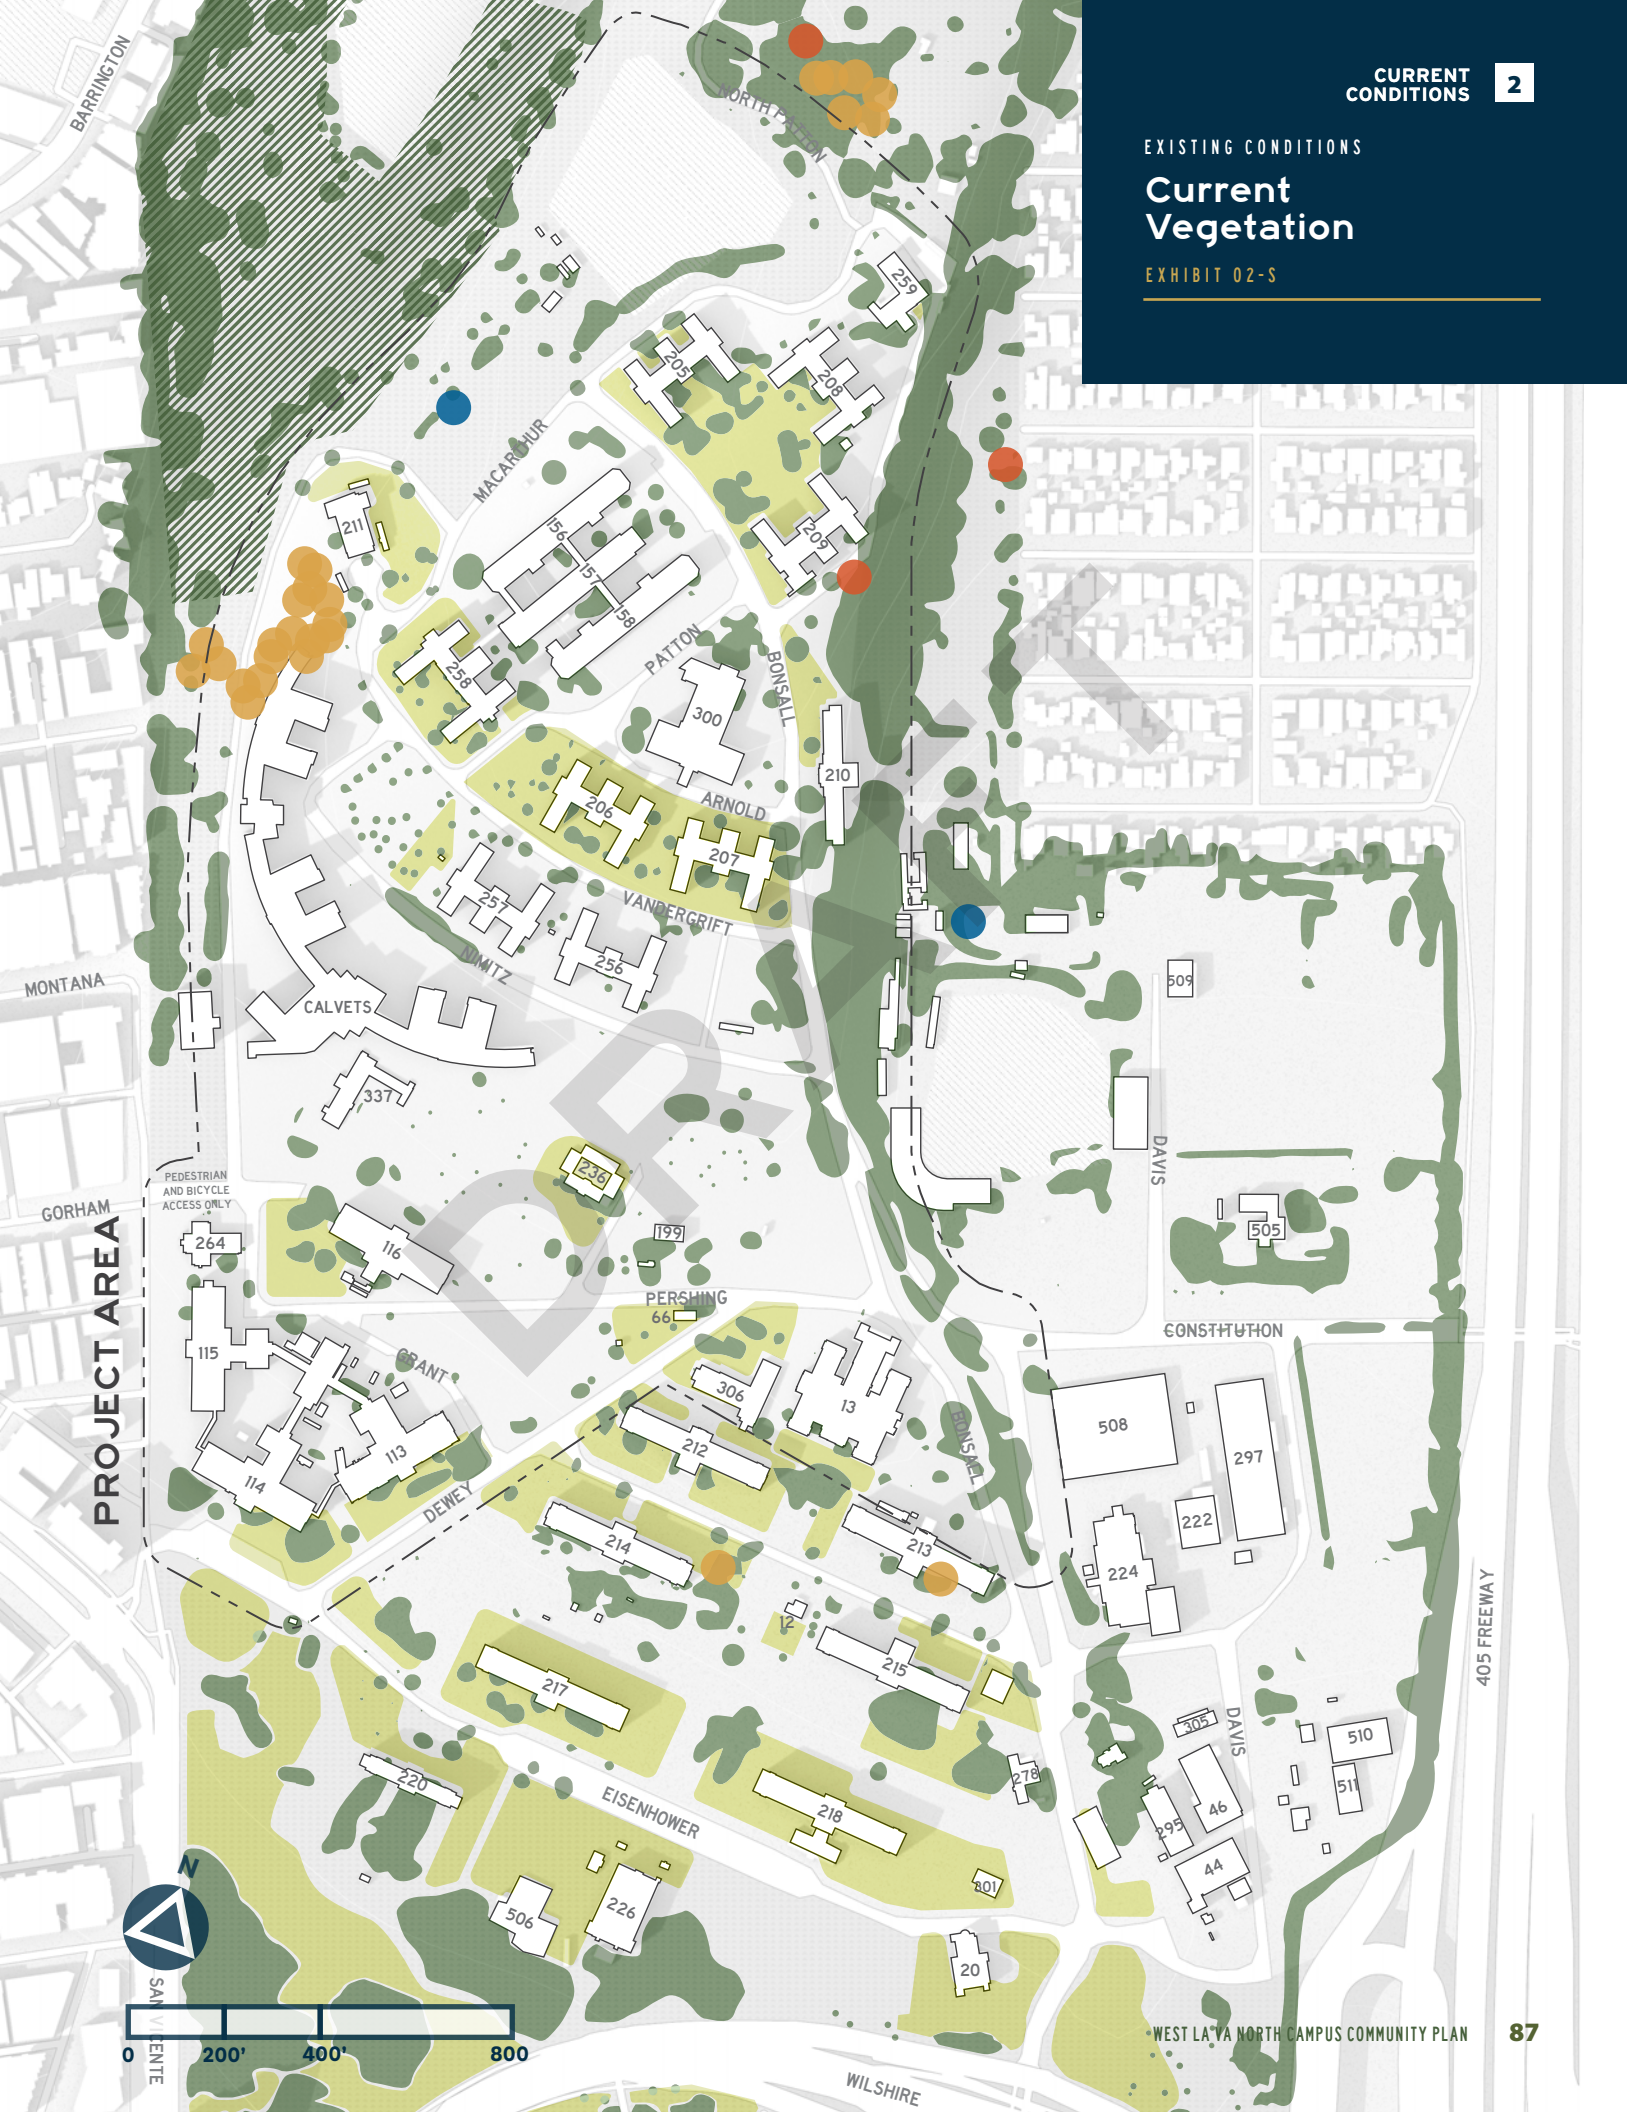 CURRENT
CONDITIONS
2
EXISTING CONDITIONS
Current
Vegetation
EXHIBIT 02-S
BARRINGTON
NORTH PATTON
259
205
208
MACARTHUR
211
156
209
157
158
PATTON
BONSALL
258
300
210
ARNOLD
206
207
257
VANDERGRIFT
256
NIMITZ
MONTANA
509
CALVETS
337
DAVIS
PEDESTRIAN
AND BICYCLE
ACCESS ONLY
236
GORHAM
PROJECT AREA
264
116
199
505
PERSHING
66
CONSTITUTION
115
GRANT
306
13
508
297
212
BONSALL
113
114
DEWEY
214
213
222
224
12
215
217
405 FREEWAY
305
DAVIS
510
278
511
220
EISENHOWER
218
46
295
44
N
301
506
226
20
SAN VICENTE
0 200' 400' 800
WILSHIRE
WEST LA VA NORTH CAMPUS COMMUNITY PLAN 87
DRAFT